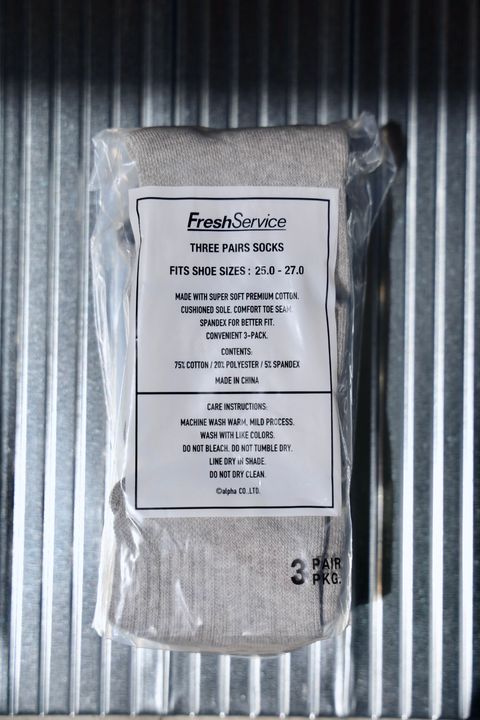 FreshService
THREE PAIRS SOCKS
FITS SHOE SIZES : 25.0 - 27.0
MADE WITH SUPER SOFT PREMIUM COTTON.
CUSHIONED SOLE. COMFORT TOE SEAM.
SPANDEX FOR BETTER FIT.
CONVENIENT 3-PACK.
CONTENTS:
75% COTTON / 20% POLYESTER / 5% SPANDEX
MADE IN CHINA
CARE INSTRUCTIONS:
MACHINE WASH WARM, MILD PROCESS.
WASH WITH LIKE COLORS.
DO NOT BLEACH. DO NOT TUMBLE DRY.
LINE DRY IN SHADE.
DO NOT DRY CLEAN.
©alpha CO.,LTD.
3 PAIR
PKG.